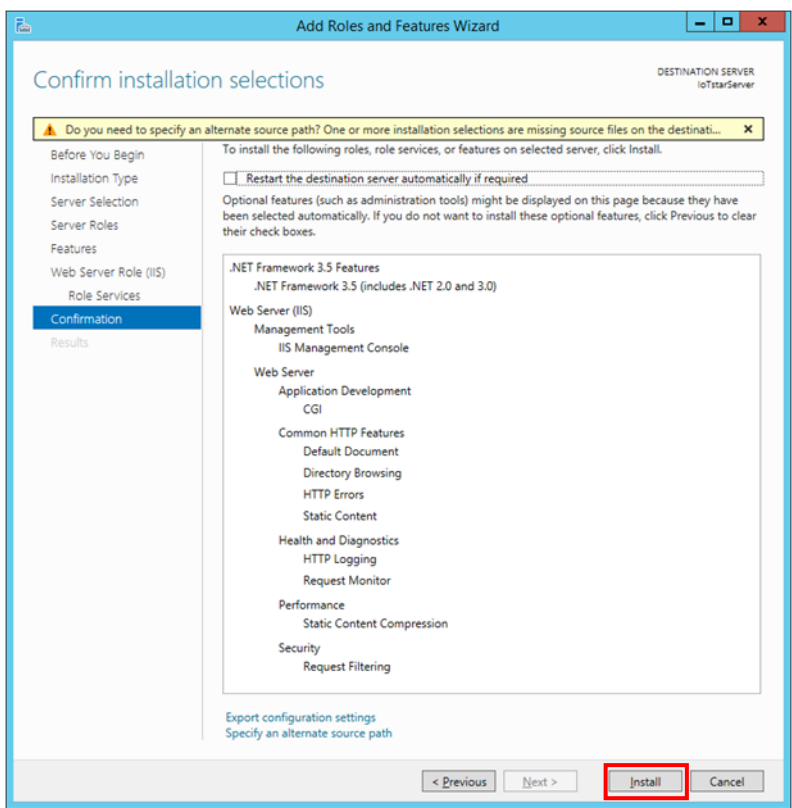 Add Roles and Features Wizard
Confirm installation selections
DESTINATION SERVER
IoTstarServer
Do you need to specify an alternate source path? One or more installation selections are missing source files on the destinati...
Before You Begin
Installation Type
Server Selection
Server Roles
Features
Web Server Role (IIS)
Role Services
Confirmation
Results
To install the following roles, role services, or features on selected server, click Install.
Restart the destination server automatically if required
Optional features (such as administration tools) might be displayed on this page because they have
been selected automatically. If you do not want to install these optional features, click Previous to clear
their check boxes.
.NET Framework 3.5 Features
.NET Framework 3.5 (includes .NET 2.0 and 3.0)
Web Server (IIS)
Management Tools
IIS Management Console
Web Server
Application Development
CGI
Common HTTP Features
Default Document
Directory Browsing
HTTP Errors
Static Content
Health and Diagnostics
HTTP Logging
Request Monitor
Performance
Static Content Compression
Security
Request Filtering
Export configuration settings
Specify an alternate source path
< Previous
Next >
Install
Cancel